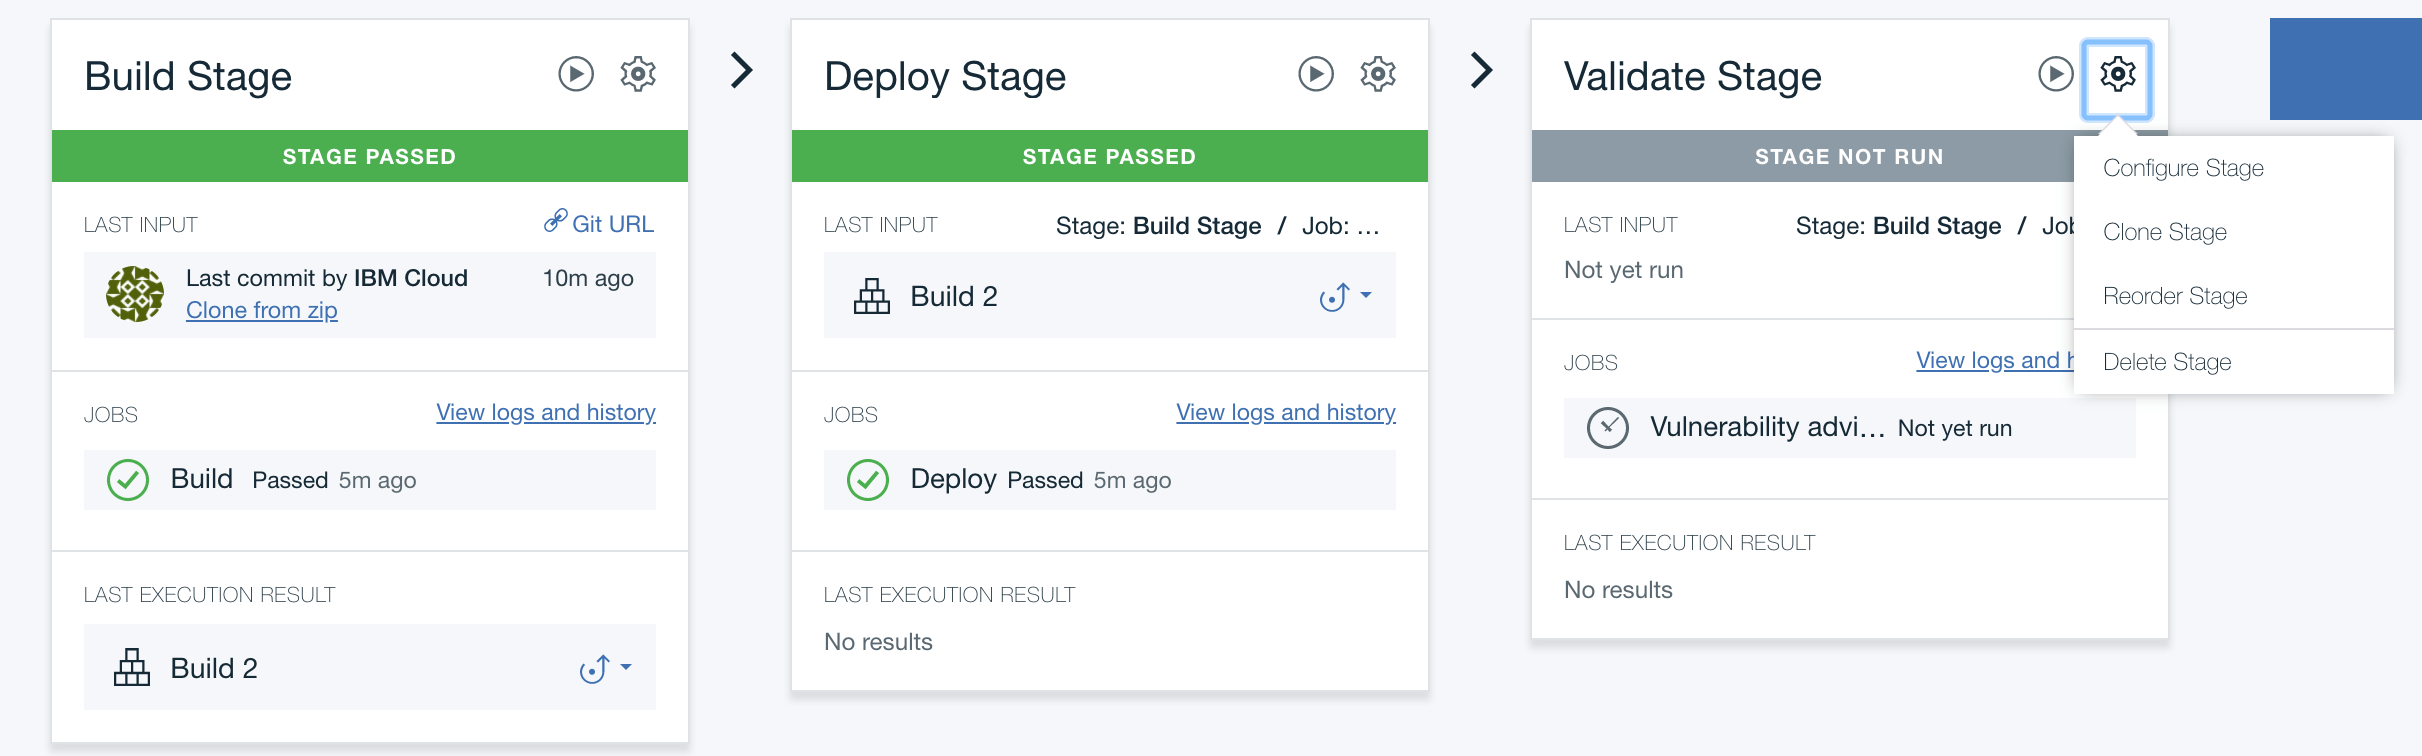 Build Stage
STAGE PASSED
LAST INPUT
Git URL
Last commit by IBM Cloud
10m ago
Clone from zip
JOBS
View logs and history
Build Passed 5m ago
LAST EXECUTION RESULT
Build 2
Deploy Stage
STAGE PASSED
LAST INPUT
Stage: Build Stage / Job: ...
Build 2
JOBS
View logs and history
Deploy Passed 5m ago
LAST EXECUTION RESULT
No results
Validate Stage
STAGE NOT RUN
LAST INPUT
Stage: Build Stage /
Not yet run
JOBS
View logs and
Vulnerability advi... Not yet run
LAST EXECUTION RESULT
No results
Configure Stage
Clone Stage
Reorder Stage
Delete Stage